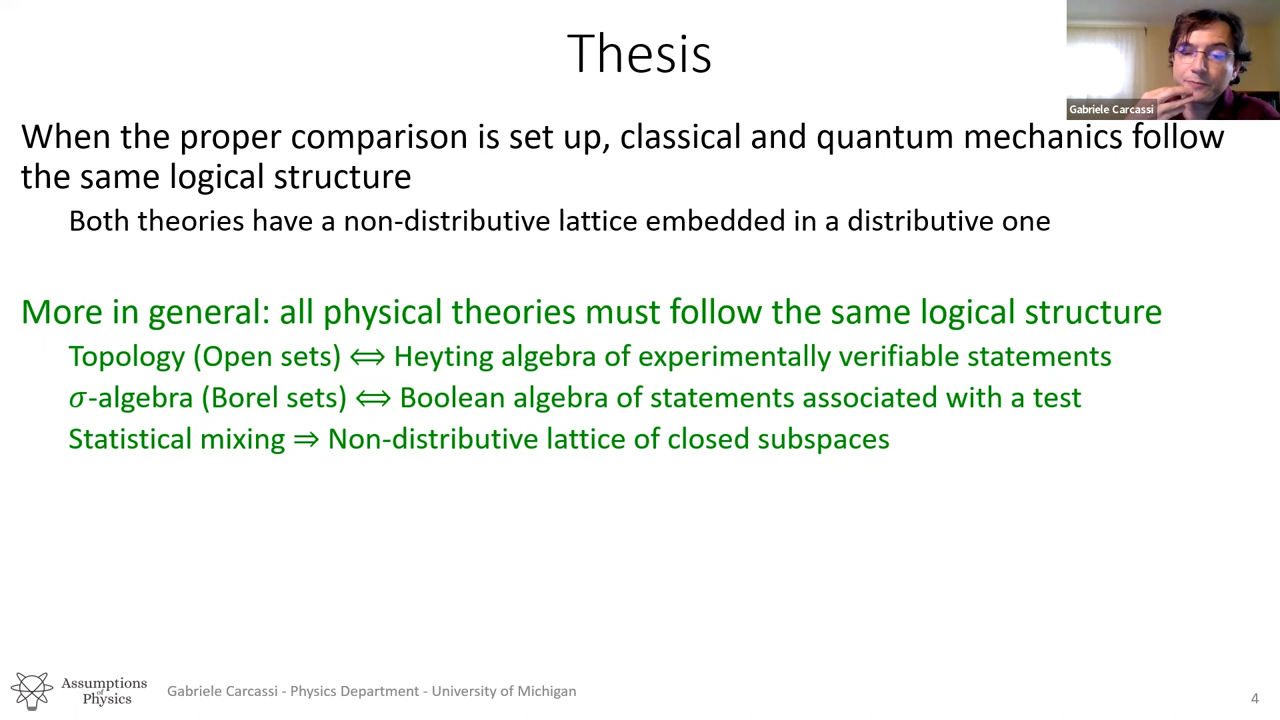 Thesis
Gabriele Carcassi
When the proper comparison is set up, classical and quantum mechanics follow
the same logical structure
Both theories have a non-distributive lattice embedded in a distributive one
More in general: all physical theories must follow the same logical structure
Topology (Open sets) ⟺ Heyting algebra of experimentally verifiable statements
𝜎-algebra (Borel sets) ⟺ Boolean algebra of statements associated with a test
Statistical mixing ⇒ Non-distributive lattice of closed subspaces
Assumptions
of
Physics
Gabriele Carcassi - Physics Department - University of Michigan
4